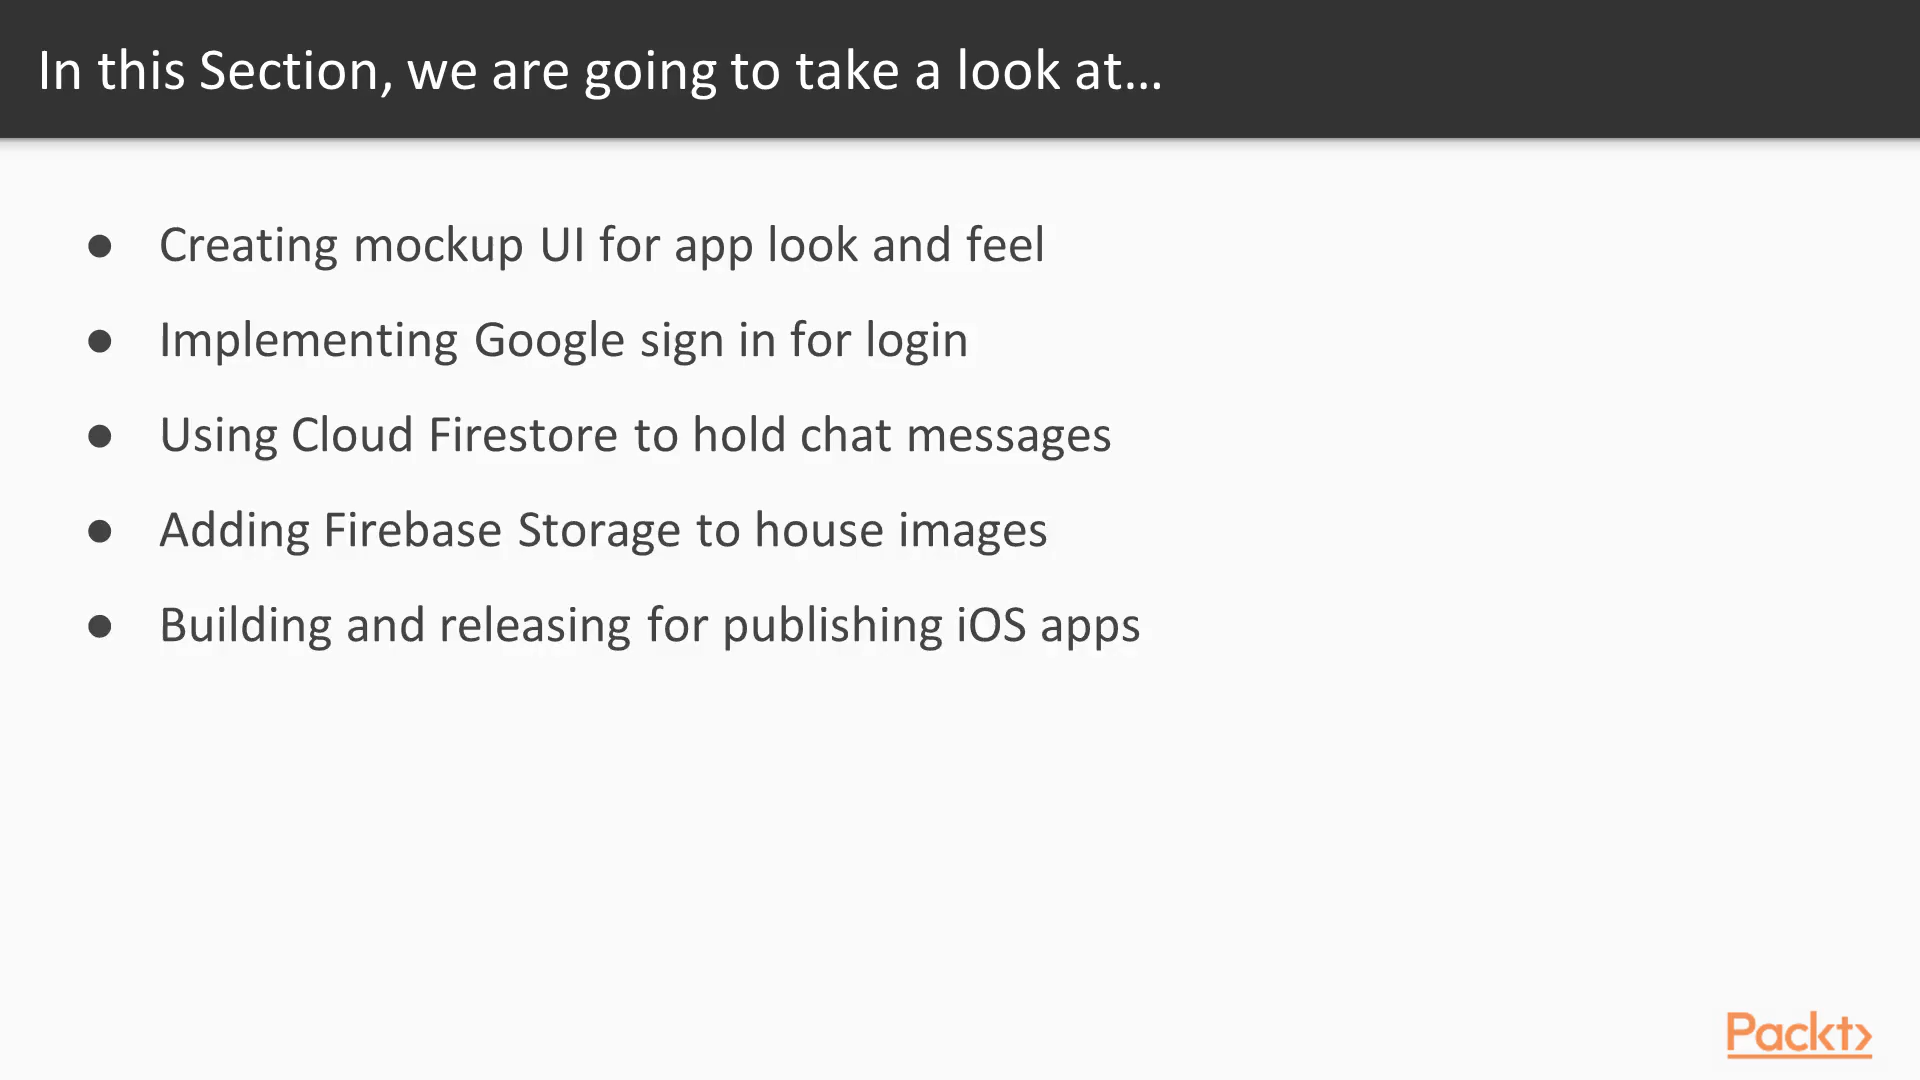 In this Section, we are going to take a look at...
● Creating mockup UI for app look and feel
● Implementing Google sign in for login
● Using Cloud Firestore to hold chat messages
● Adding Firebase Storage to house images
● Building and releasing for publishing iOS apps
Packt>